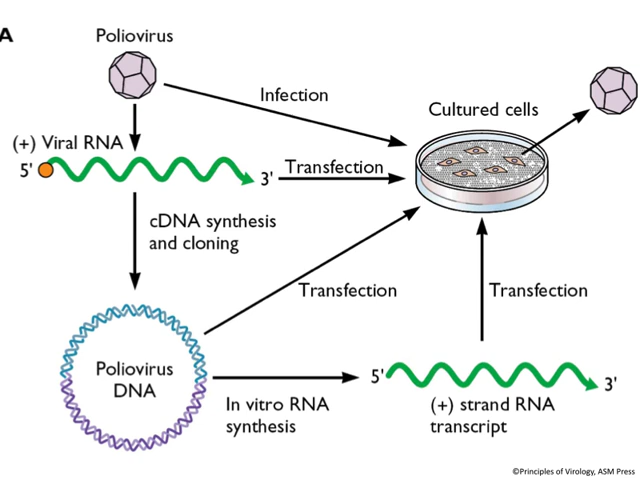 A
Poliovirus
Infection
Cultured cells
(+) Viral RNA
5'
3'
Transfection
cDNA synthesis
and cloning
Transfection
Transfection
Poliovirus
DNA
In vitro RNA
synthesis
5'
3'
(+) strand RNA
transcript
©Principles of Virology, ASM Press